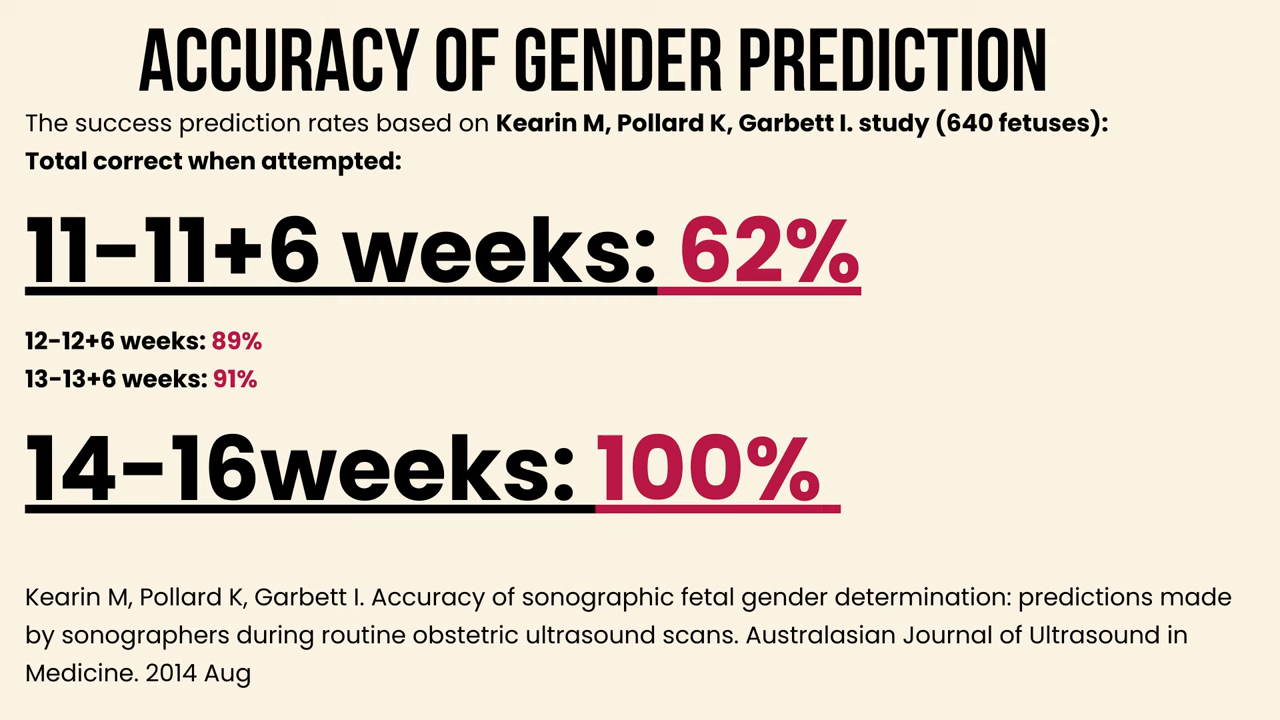 ACCURACY OF GENDER PREDICTION
The success prediction rates based on Kearin M, Pollard K, Garbett I. study (640 fetuses):
Total correct when attempted:
11-11+6 weeks: 62%
12-12+6 weeks: 89%
13-13+6 weeks: 91%
14-16weeks: 100%
Kearin M, Pollard K, Garbett I. Accuracy of sonographic fetal gender determination: predictions made
by sonographers during routine obstetric ultrasound scans. Australasian Journal of Ultrasound in
Medicine. 2014 Aug